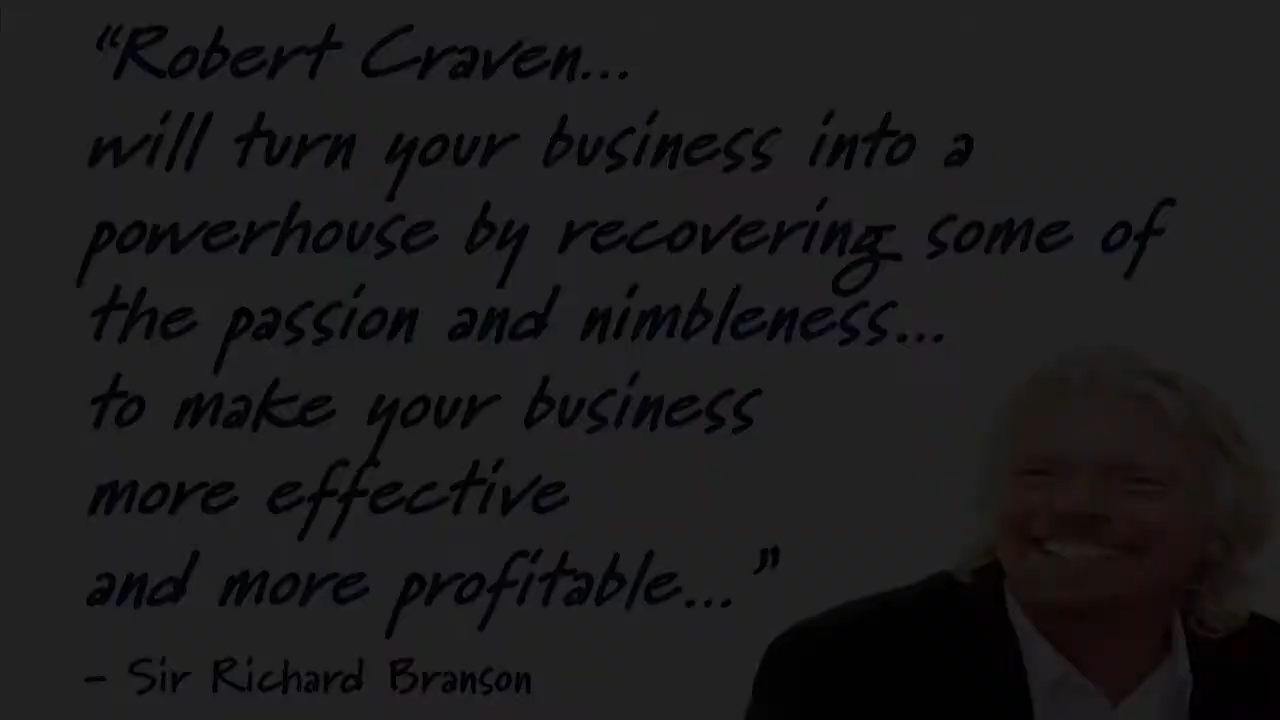 “Robert Craven...
will turn your business into a
powerhouse by recovering some of
the passion and nimbleness...
to make your business
more effective
and more profitable...”
- Sir Richard Branson